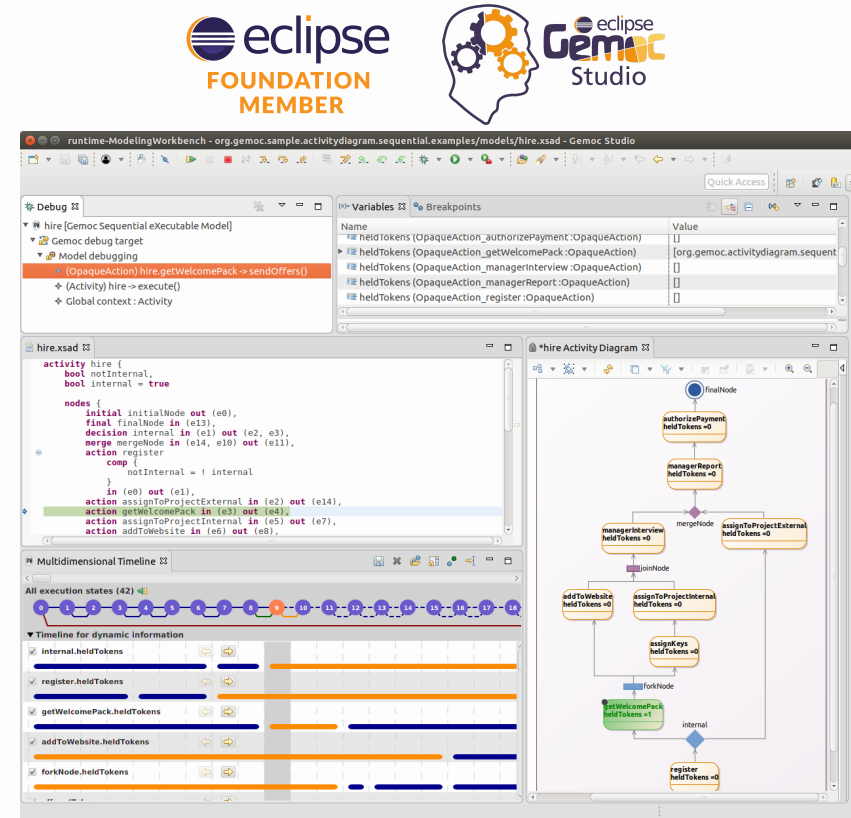 eclipse
FOUNDATION
MEMBER
eclipse
Gemoc
Studio
runtime-ModelingWorkbench - org.gemoc.sample.activitydiagram.sequential.examples/models/hire.xsad - Gemoc Studio
Quick Access
Debug
hire [Gemoc Sequential eXecutable Model]
Gemoc debug target
Model debugging
(OpaqueAction) hire.getWelcomePack -> sendOffers()
(Activity) hire -> execute()
Global context : Activity
(x)= Variables
Breakpoints
Name Value
heldTokens (OpaqueAction_authorizePayment :OpaqueAction) []
heldTokens (OpaqueAction_getWelcomePack :OpaqueAction) [org.gemoc.activitydiagram.sequent
heldTokens (OpaqueAction_managerInterview :OpaqueAction) []
heldTokens (OpaqueAction_managerReport :OpaqueAction) []
heldTokens (OpaqueAction_register :OpaqueAction) []
hire.xsad
activity hire {
bool notInternal,
bool internal = true
nodes {
initial initialNode out (e0),
final finalNode in (e13),
decision internal in (e1) out (e2, e3),
merge mergeNode in (e14, e10) out (e11),
action register
comp {
notInternal = ! internal
}
in (e0) out (e1),
action assignToProjectExternal in (e2) out (e14),
action getWelcomePack in (e3) out (e4),
action assignToProjectInternal in (e5) out (e7),
action addToWebsite in (e6) out (e8),
*hire Activity Diagram
finalNode
authorizePayment
heldTokens =0
managerReport
heldTokens =0
mergeNode
managerInterview
heldTokens =0
assignToProjectExternal
heldTokens =0
joinNode
addToWebsite
heldTokens =0
assignToProjectInternal
heldTokens =0
assignKeys
heldTokens =0
forkNode
getWelcomePack
heldTokens =1
internal
register
heldTokens =0
Multidimensional Timeline
All execution states (42)
0 1 2 3 4 5 6 7 8 9 10 11 12 13 14 15 16 17 18
Timeline for dynamic information
internal.heldTokens
register.heldTokens
getWelcomePack.heldTokens
addToWebsite.heldTokens
forkNode.heldTokens